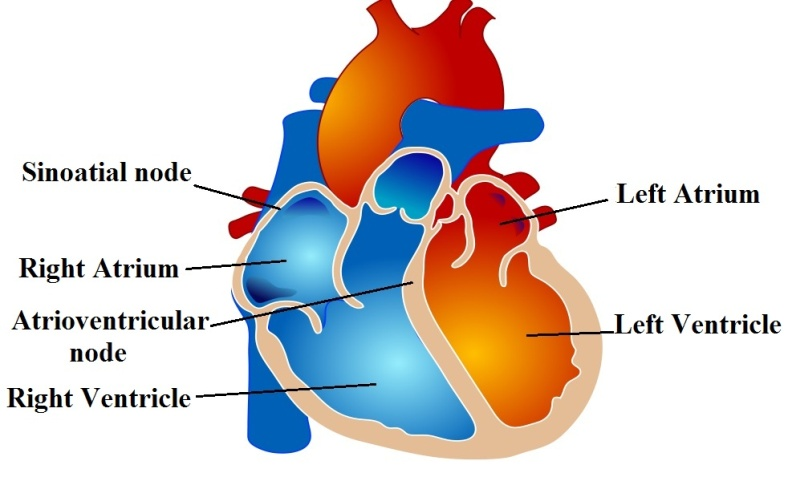 Sinoatial node
Left Atrium
Right Atrium
Atrioventricular
node
Left Ventricle
Right Ventricle